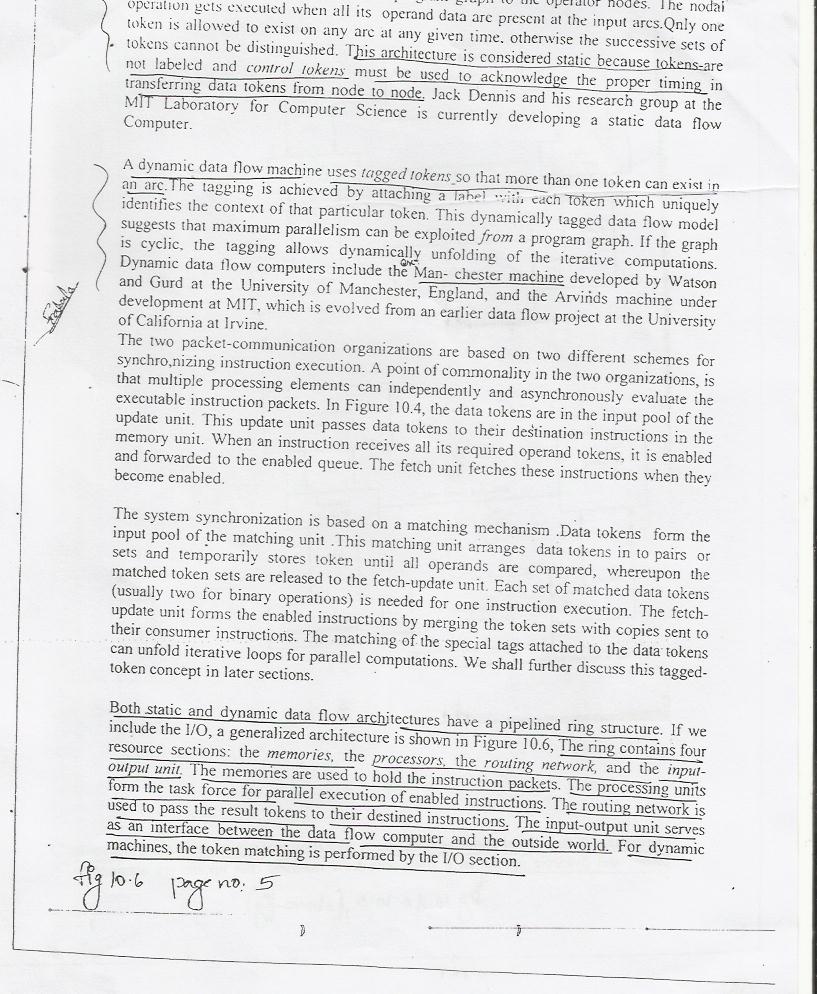 operation gets executed when all its operand data are present at the input arcs.Qnly one
token is allowed to exist on any arc at any given time, otherwise the successive sets of
tokens cannot be distinguished. This architecture is considered static because tokens-are
not labeled and control tokens must be used to acknowledge the proper timing in
transferring data tokens from node to node. Jack Dennis and his research group at the
MIT Laboratory for Computer Science is currently developing a static data flow
Computer.
A dynamic data flow machine uses tagged tokens so that more than one token can exist in
an arc.The tagging is achieved by attaching a label with each token which uniquely
identifies the context of that particular token. This dynamically tagged data flow model
suggests that maximum parallelism can be exploited from a program graph. If the graph
is cyclic, the tagging allows dynamically unfolding of the iterative computations.
Dynamic data flow computers include the Man- chester machine developed by Watson
and Gurd at the University of Manchester, England, and the Arvinds machine under
development at MIT, which is evolved from an earlier data flow project at the University
of California at Irvine.
The two packet-communication organizations are based on two different schemes for
synchro,nizing instruction execution. A point of commonality in the two organizations, is
that multiple processing elements can independently and asynchronously evaluate the
executable instruction packets. In Figure 10.4, the data tokens are in the input pool of the
update unit. This update unit passes data tokens to their destination instructions in the
memory unit. When an instruction receives all its required operand tokens, it is enabled
and forwarded to the enabled queue. The fetch unit fetches these instructions when they
become enabled.
The system synchronization is based on a matching mechanism .Data tokens form the
input pool of the matching unit .This matching unit arranges data tokens in to pairs or
sets and temporarily stores token until all operands are compared, whereupon the
matched token sets are released to the fetch-update unit. Each set of matched data tokens
(usually two for binary operations) is needed for one instruction execution. The fetch-
update unit forms the enabled instructions by merging the token sets with copies sent to
their consumer instructions. The matching of the special tags attached to the data tokens
can unfold iterative loops for parallel computations. We shall further discuss this tagged-
token concept in later sections.
Both static and dynamic data flow architectures have a pipelined ring structure. If we
include the I/O, a generalized architecture is shown in Figure 10.6, The ring contains four
resource sections: the memories, the processors, the routing network, and the input-
output unit. The memories are used to hold the instruction packets. The processing units
form the task force for parallel execution of enabled instructions. The routing network is
used to pass the result tokens to their destined instructions. The input-output unit serves
as an interface between the data flow computer and the outside world. For dynamic
machines, the token matching is performed by the I/O section.
Fig 10.6 page no: 5